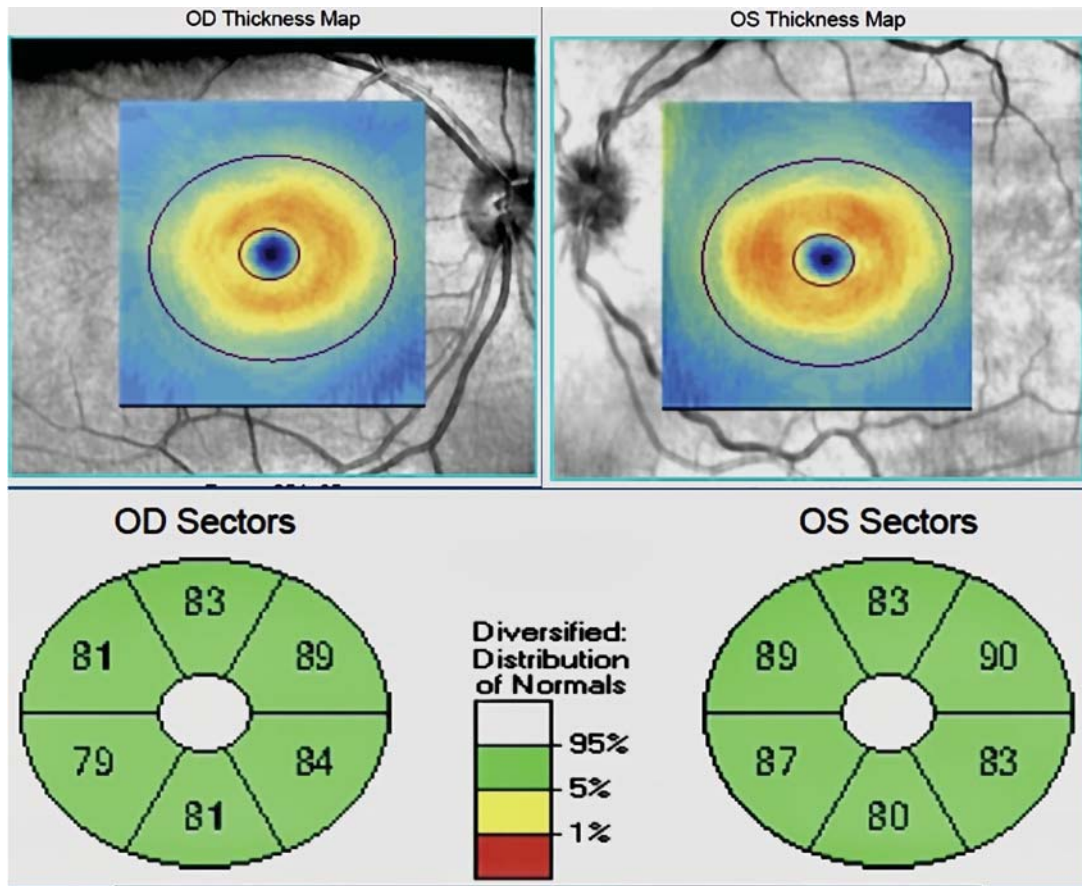 OD Thickness Map
OS Thickness Map
OD Sectors
OS Sectors
83
81
89
79
84
81
Diversified:
Distribution
of Normals
95%
5%
1%
83
89
90
87
83
80